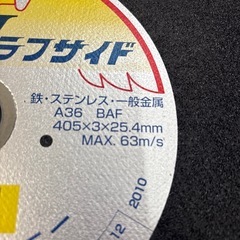 ラフサイド
鉄・ステンレス・一般金属
A36 BAF
405×3×25.4mm
MAX. 63m/s
12 2010